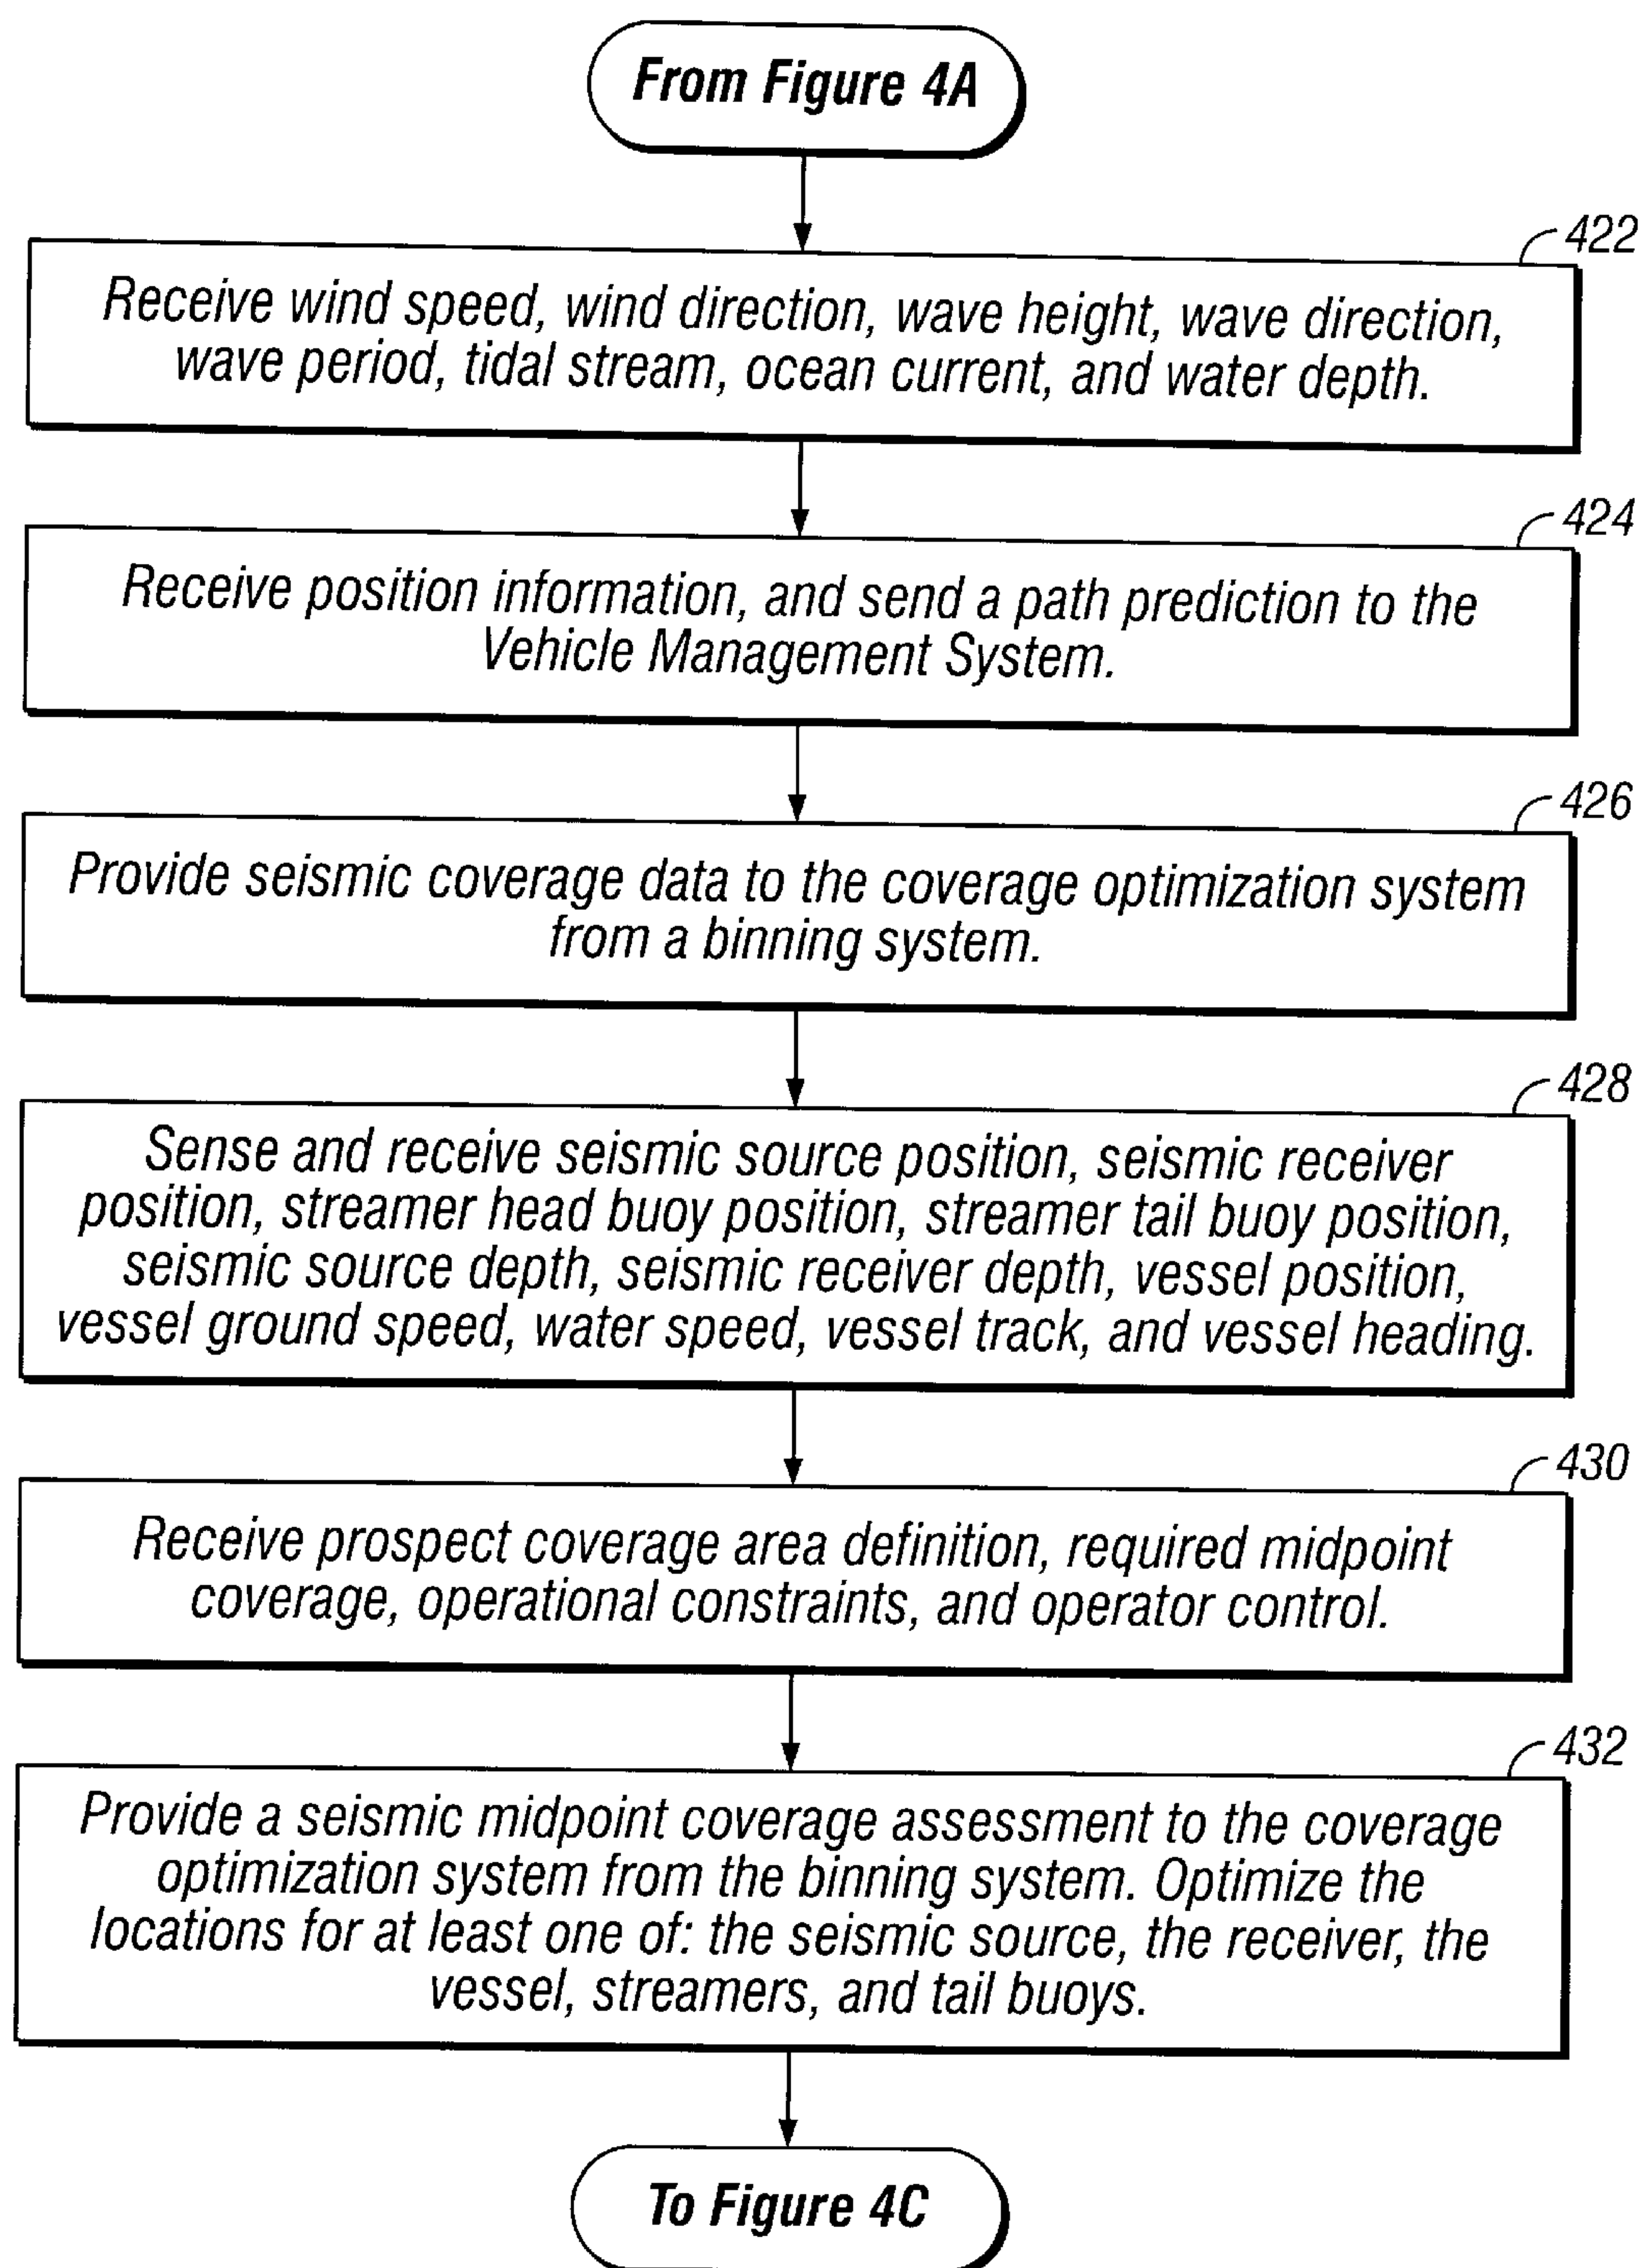 From Figure 4A
422
Receive wind speed, wind direction, wave height, wave direction,
wave period, tidal stream, ocean current, and water depth.
424
Receive position information, and send a path prediction to the
Vehicle Management System.
426
Provide seismic coverage data to the coverage optimization system
from a binning system.
428
Sense and receive seismic source position, seismic receiver
position, streamer head buoy position, streamer tail buoy position,
seismic source depth, seismic receiver depth, vessel position,
vessel ground speed, water speed, vessel track, and vessel heading.
430
Receive prospect coverage area definition, required midpoint
coverage, operational constraints, and operator control.
432
Provide a seismic midpoint coverage assessment to the coverage
optimization system from the binning system. Optimize the
locations for at least one of: the seismic source, the receiver, the
vessel, streamers, and tail buoys.
To Figure 4C